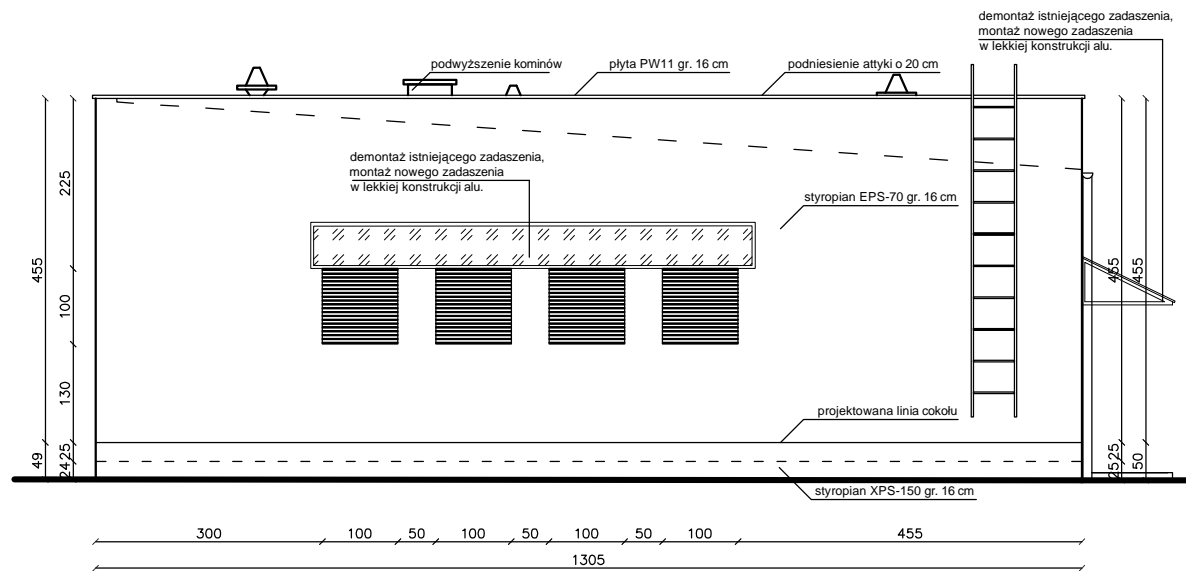 demontaż istniejącego zadaszenia,
montaż nowego zadaszenia
w lekkiej konstrukcji alu.
podwyższenie kominów
płyta PW11 gr. 16 cm
podniesienie attyki o 20 cm
demontaż istniejącego zadaszenia,
montaż nowego zadaszenia
w lekkiej konstrukcji alu.
styropian EPS-70 gr. 16 cm
225
455
100
130
49
25
24
455
455
25
25
50
projektowana linia cokołu
styropian XPS-150 gr. 16 cm
300 100 50 100 50 100 50 100 455
1305